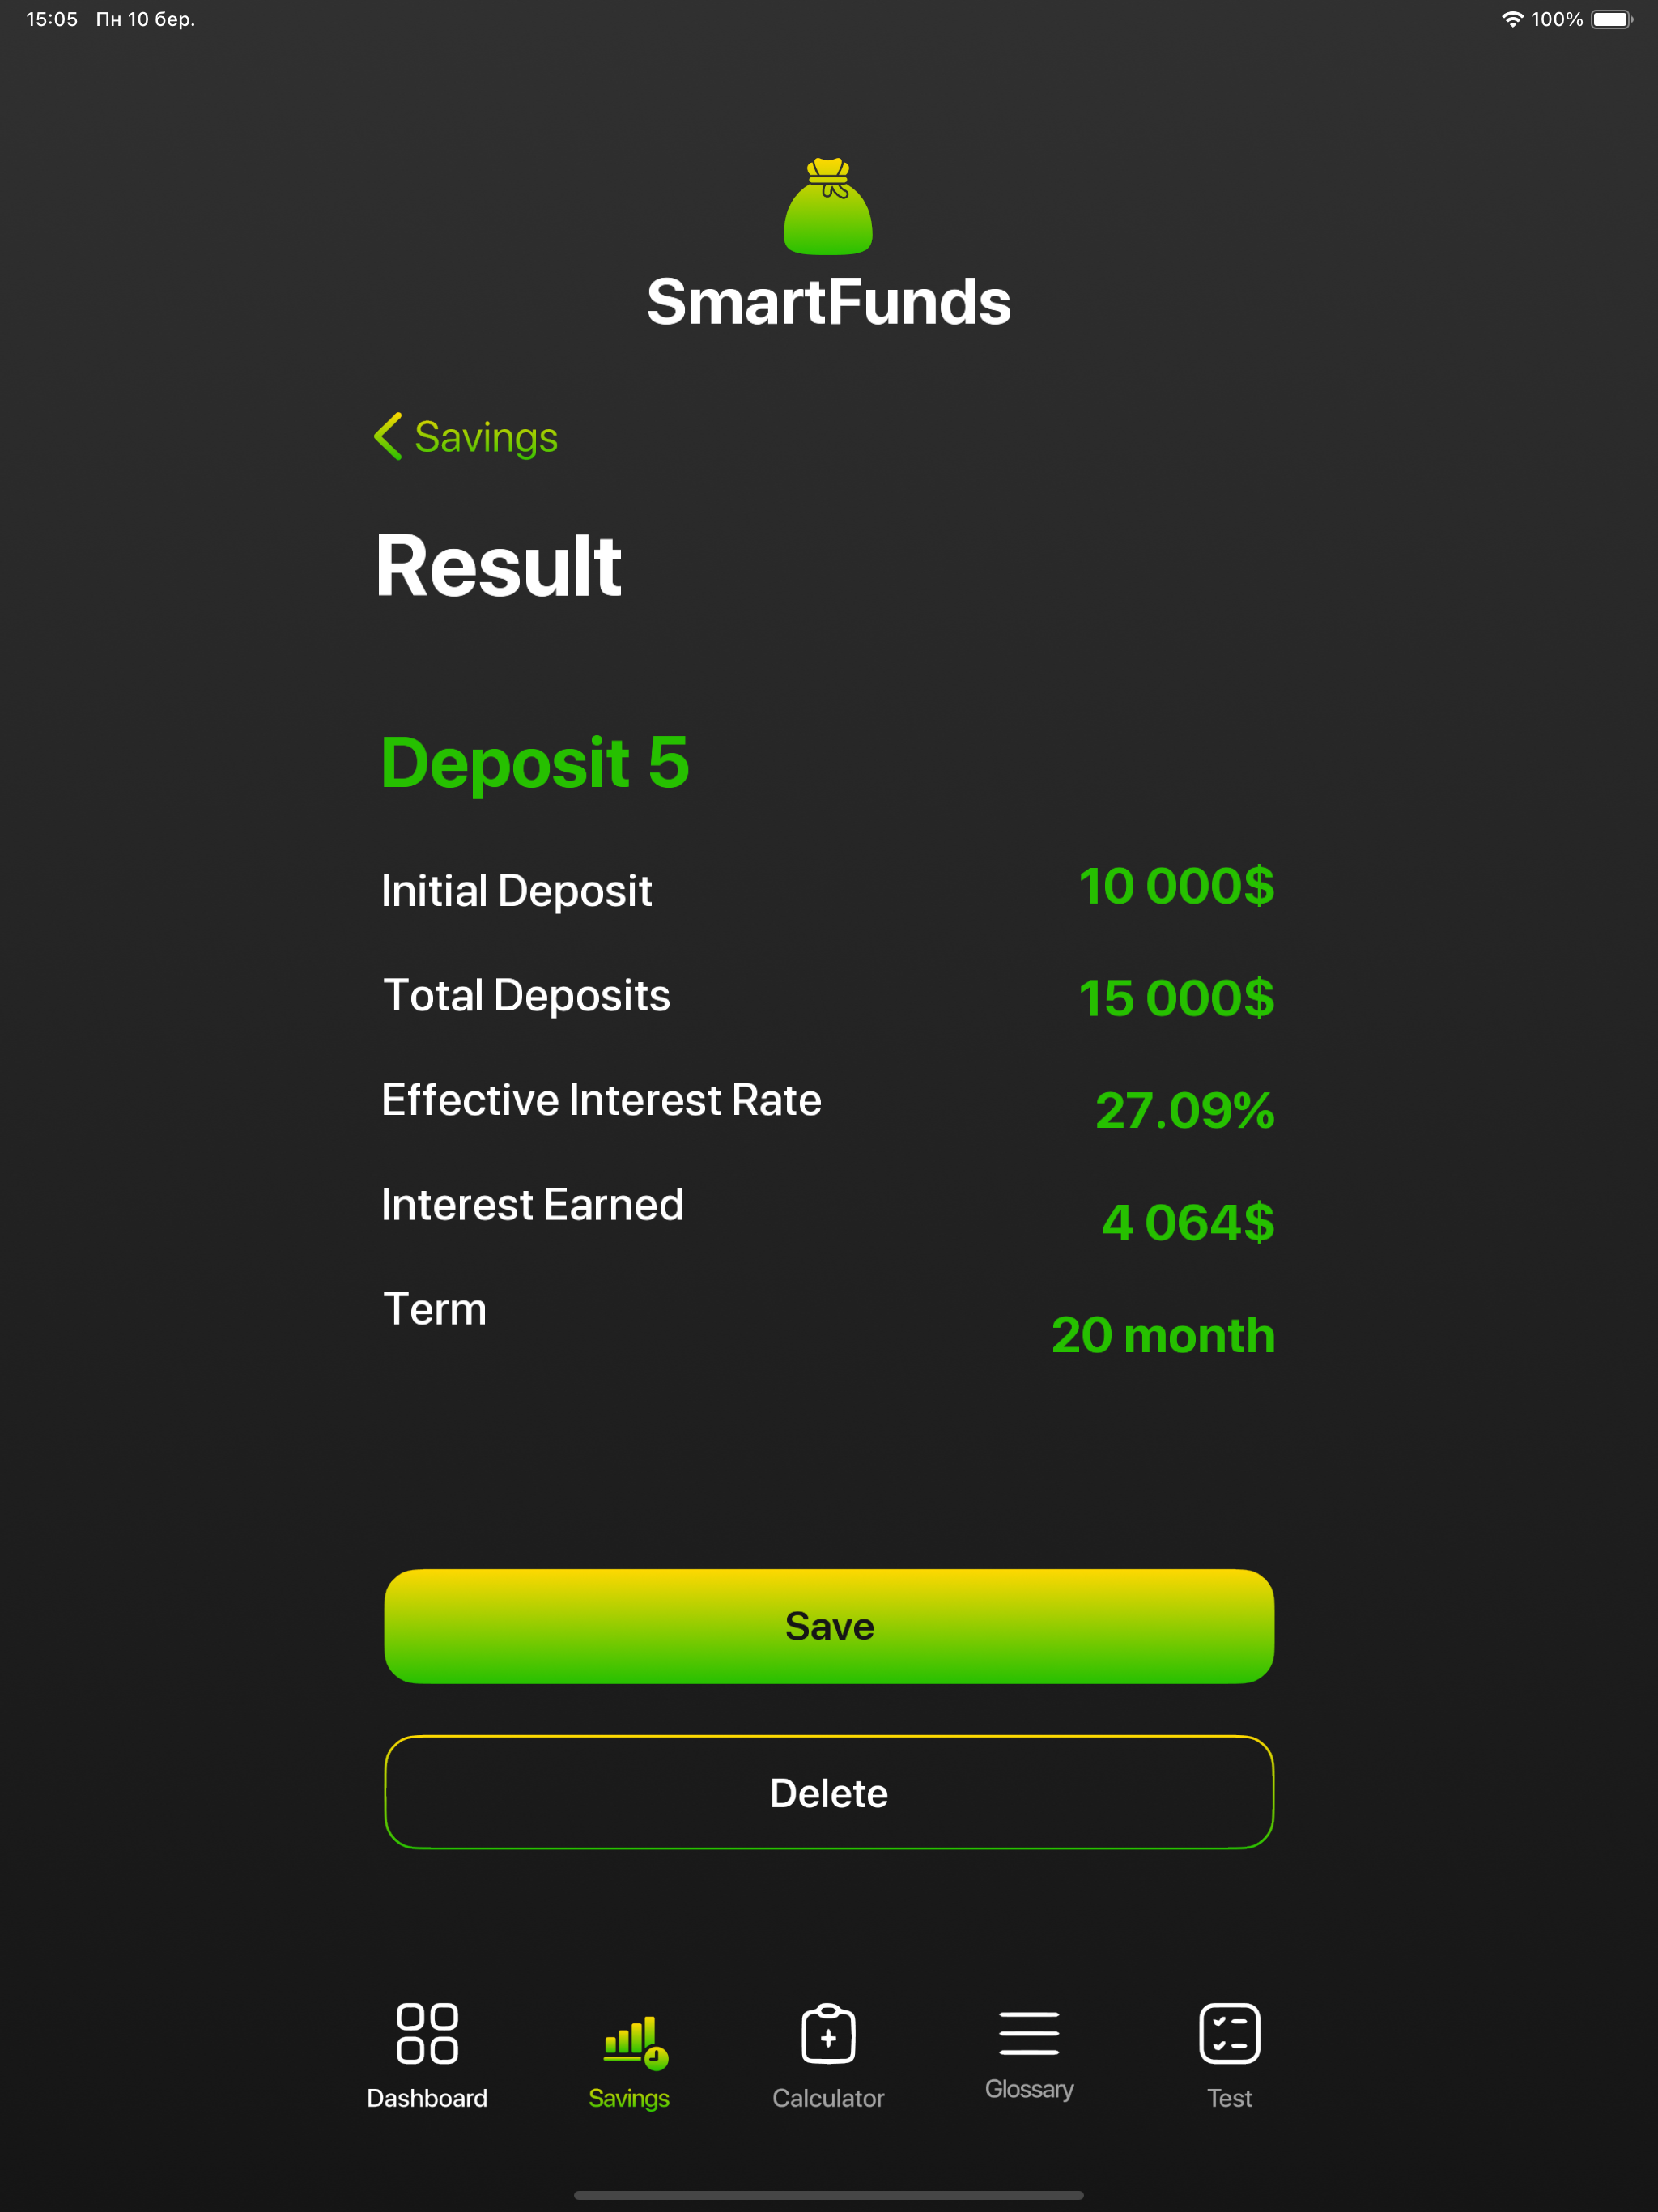 15:05 Пн 10 бер. 100%
SmartFunds
Savings
Result
Deposit 5
Initial Deposit 10 000$
Total Deposits 15 000$
Effective Interest Rate 27.09%
Interest Earned 4 064$
Term 20 month
Save
Delete
Dashboard Savings Calculator Glossary Test